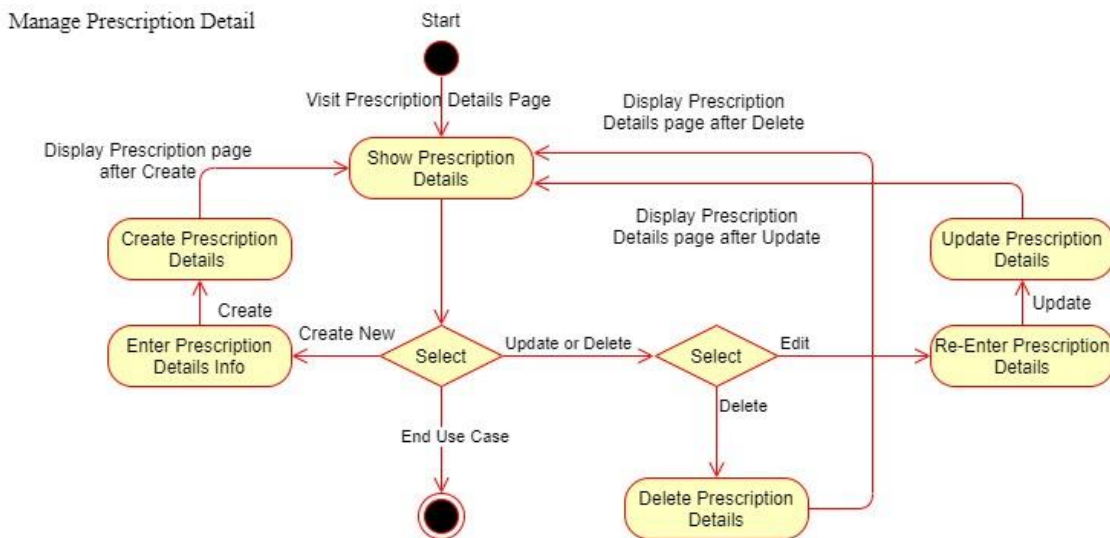 Manage Prescription Detail
Start
Visit Prescription Details Page
Display Prescription
Details page after Delete
Display Prescription page
after Create
Show Prescription
Details
Display Prescription
Details page after Update
Create Prescription
Details
Update Prescription
Details
Create
Update
Enter Prescription
Details Info
Create New
Select
Update or Delete
Select
Edit
Re-Enter Prescription
Details
Delete
End Use Case
Delete Prescription
Details